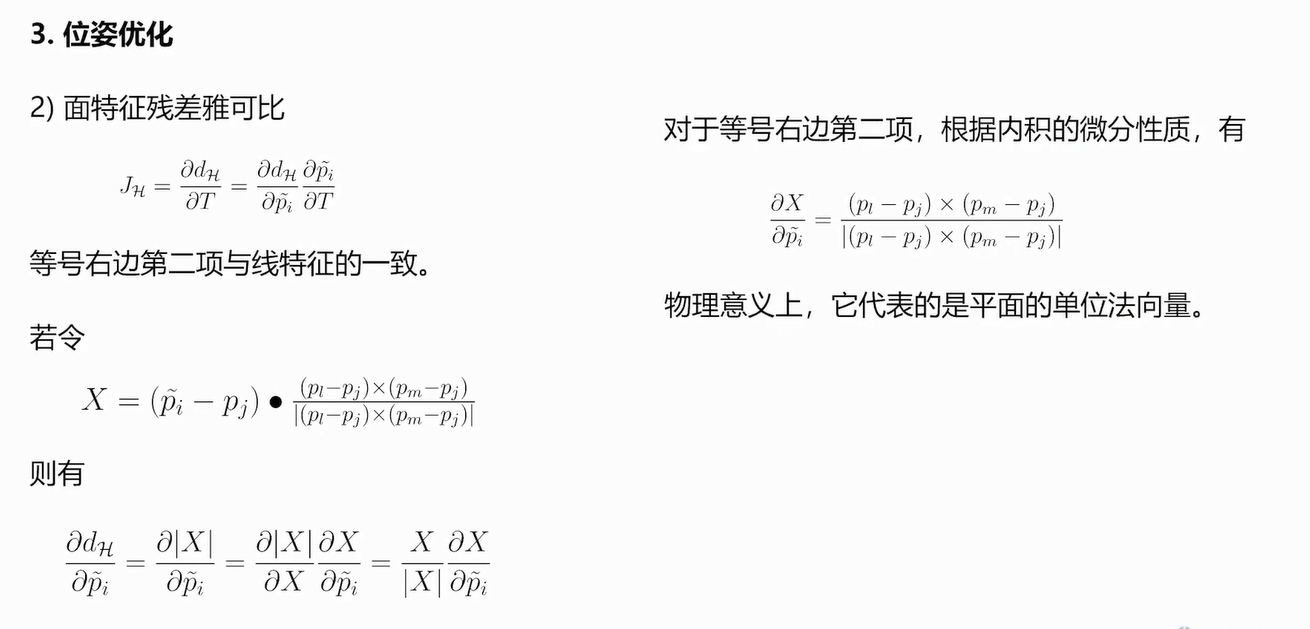 3. 位姿优化
2) 面特征残差雅可比
$J_{\mathcal{H}} = \frac{\partial d_{\mathcal{H}}}{\partial T} = \frac{\partial d_{\mathcal{H}}}{\partial \tilde{p}_i} \frac{\partial \tilde{p}_i}{\partial T}$
等号右边第二项与线特征的一致。
若令
$X = (\tilde{p}_i - p_j) \bullet \frac{(p_l - p_j) \times (p_m - p_j)}{|(p_l - p_j) \times (p_m - p_j)|}$
则有
$\frac{\partial d_{\mathcal{H}}}{\partial \tilde{p}_i} = \frac{\partial |X|}{\partial \tilde{p}_i} = \frac{\partial |X|}{\partial X} \frac{\partial X}{\partial \tilde{p}_i} = \frac{X}{|X|} \frac{\partial X}{\partial \tilde{p}_i}$
对于等号右边第二项，根据内积的微分性质，有
$\frac{\partial X}{\partial \tilde{p}_i} = \frac{(p_l - p_j) \times (p_m - p_j)}{|(p_l - p_j) \times (p_m - p_j)|}$
物理意义上，它代表的是平面的单位法向量。